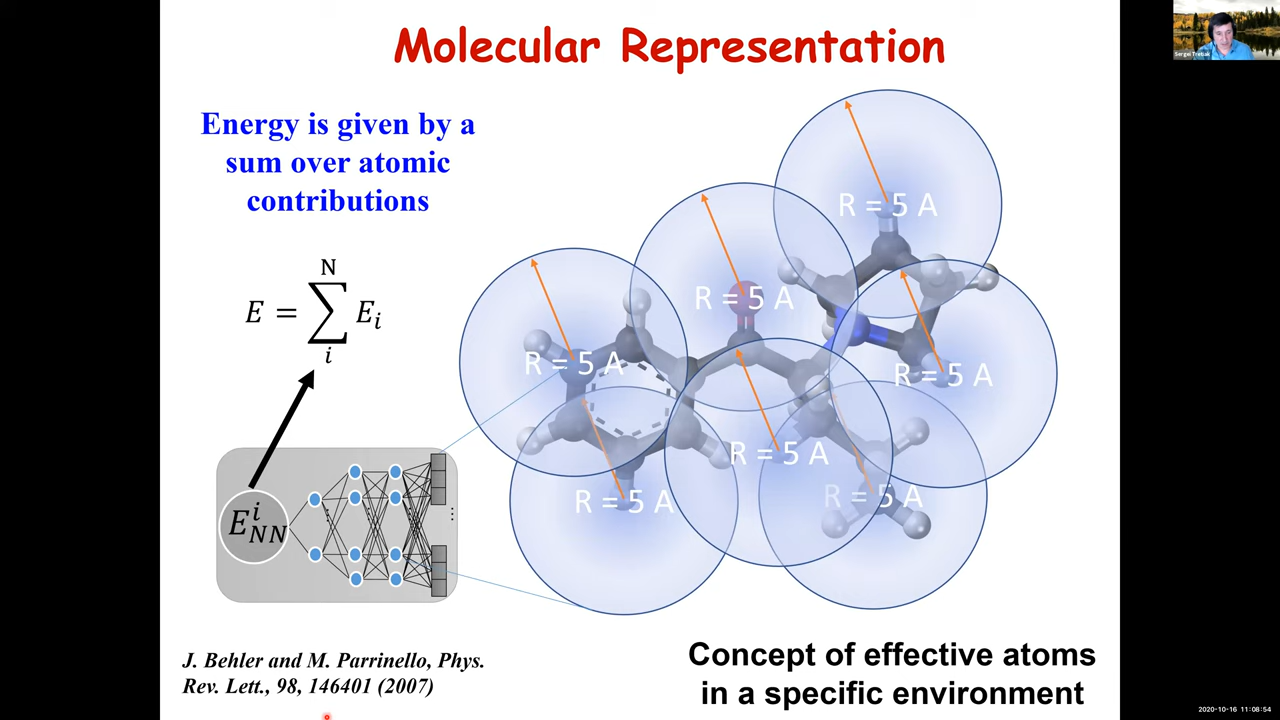 Molecular Representation
Sergei Tretiak
Energy is given by a
sum over atomic
contributions
N
E = ∑ E_i
i
E^i_NN
R = 5 A
R = 5 A
R = 5 A
R = 5 A
R = 5 A
R = 5 A
R = 5 A
J. Behler and M. Parrinello, Phys.
Rev. Lett., 98, 146401 (2007)
Concept of effective atoms
in a specific environment
2020-10-16 11:08:54